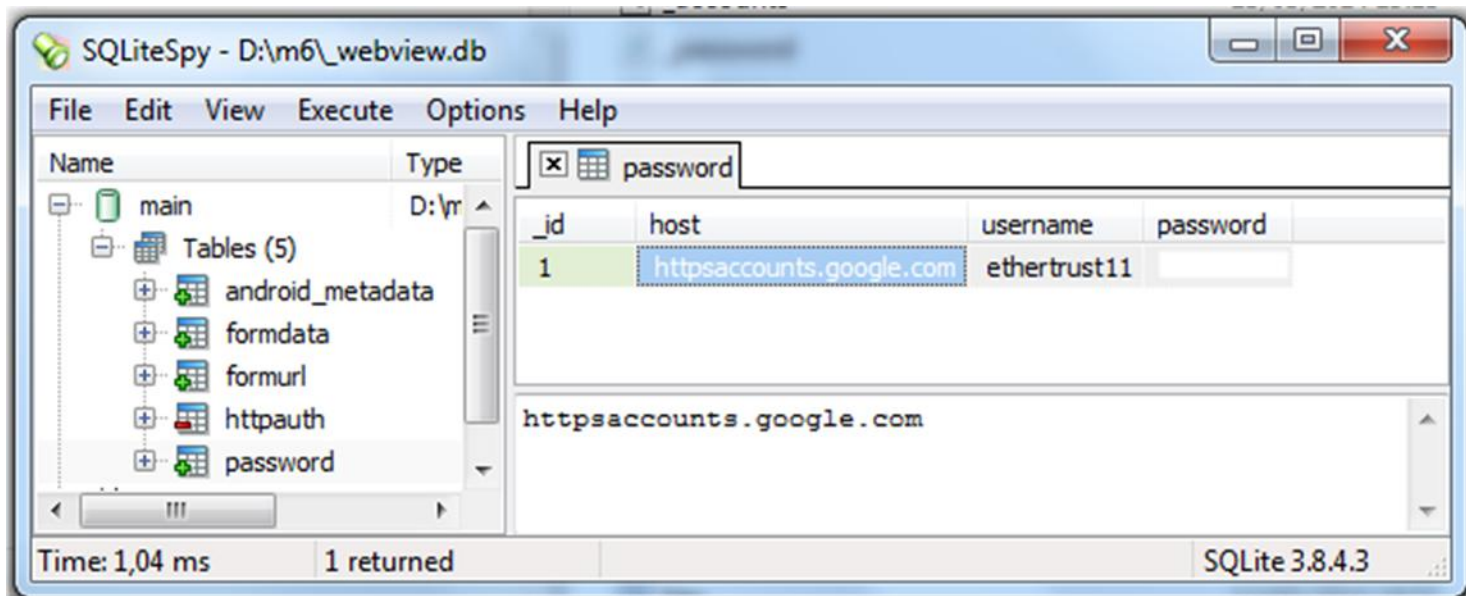 SQLiteSpy - D:\m6\_webview.db
File Edit View Execute Options Help
Name Type
main D:\m
Tables (5)
android_metadata
formdata
formurl
httpauth
password
password
_id host username password
1 httpsaccounts.google.com ethertrust11
httpsaccounts.google.com
Time: 1,04 ms 1 returned SQLite 3.8.4.3